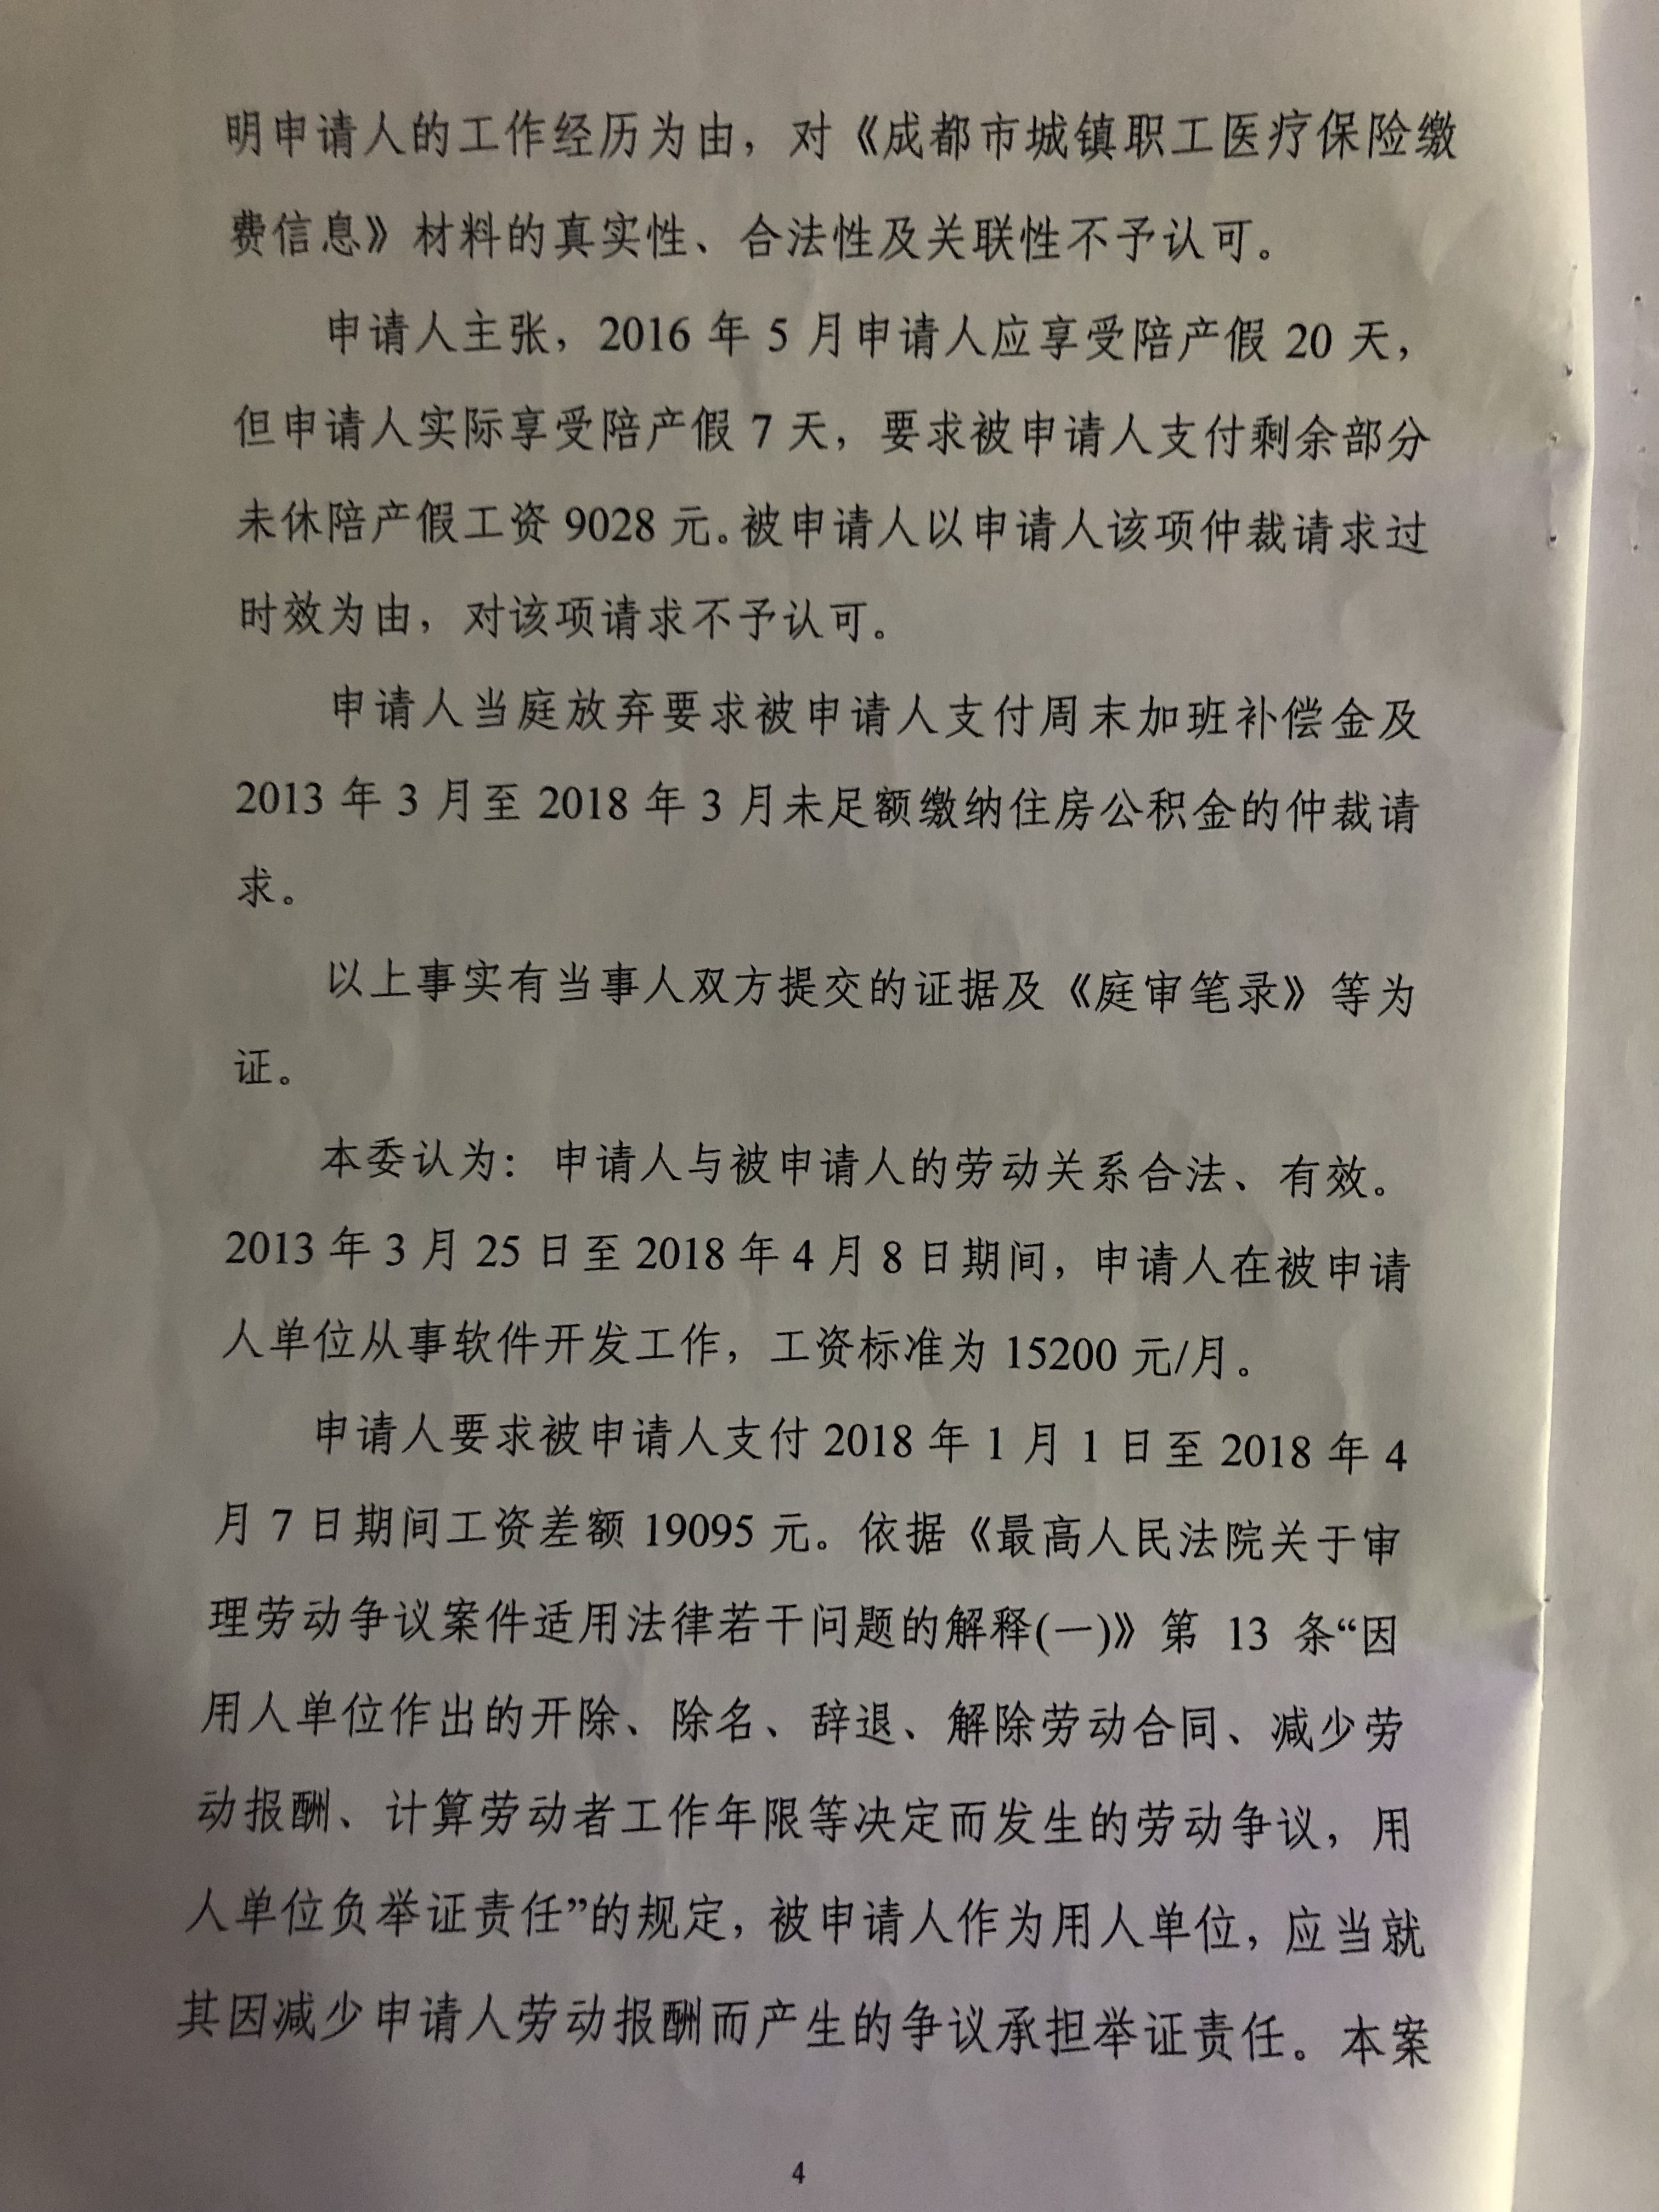 明申请人的工作经历为由，对《成都市城镇职工医疗保险缴
费信息》材料的真实性、合法性及关联性不予认可。
申请人主张，2016 年 5 月申请人应享受陪产假 20 天，
但申请人实际享受陪产假 7 天，要求被申请人支付剩余部分
未休陪产假工资 9028 元。被申请人以申请人该项仲裁请求过
时效为由，对该项请求不予认可。
申请人当庭放弃要求被申请人支付周末加班补偿金及
2013 年 3 月至 2018 年 3 月未足额缴纳住房公积金的仲裁请
求。
以上事实有当事人双方提交的证据及《庭审笔录》等为
证。
本委认为：申请人与被申请人的劳动关系合法、有效。
2013 年 3 月 25 日至 2018 年 4 月 8 日期间，申请人在被申请
人单位从事软件开发工作，工资标准为 15200 元/月。
申请人要求被申请人支付 2018 年 1 月 1 日至 2018 年 4
月 7 日期间工资差额 19095 元。依据《最高人民法院关于审
理劳动争议案件适用法律若干问题的解释(一)》第 13 条“因
用人单位作出的开除、除名、辞退、解除劳动合同、减少劳
动报酬、计算劳动者工作年限等决定而发生的劳动争议，用
人单位负举证责任”的规定，被申请人作为用人单位，应当就
其因减少申请人劳动报酬而产生的争议承担举证责任。本案
4